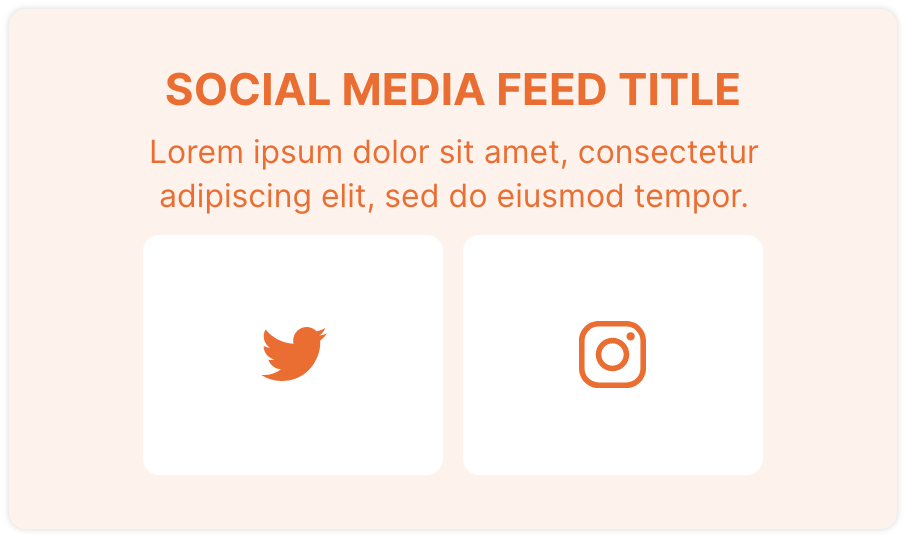 SOCIAL MEDIA FEED TITLE
Lorem ipsum dolor sit amet, consectetur
adipiscing elit, sed do eiusmod tempor.